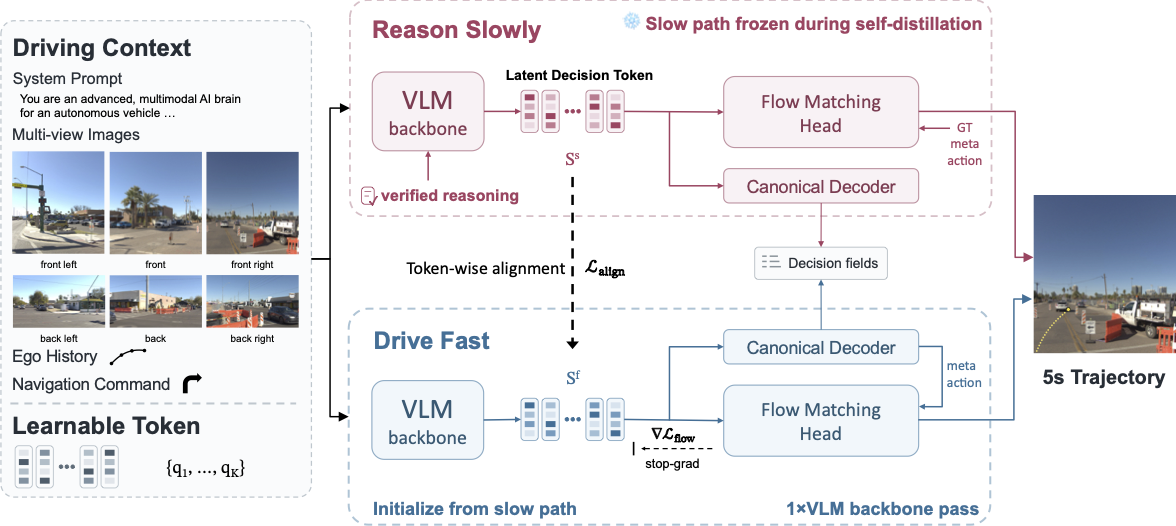 Driving Context
System Prompt
You are an advanced, multimodal AI brain
for an autonomous vehicle ...
Multi-view Images
front left
front
front right
back left
back
back right
Ego History
Navigation Command
Learnable Token
{q₁, ..., q_K}
Reason Slowly
Slow path frozen during self-distillation
VLM
backbone
verified reasoning
Latent Decision Token
Sˢ
Flow Matching
Head
GT
meta
action
Canonical Decoder
Token-wise alignment
ℒ_align
Decision fields
Drive Fast
VLM
backbone
Sᶠ
Canonical Decoder
meta
action
Flow Matching
Head
∇ℒ_flow
stop-grad
Initialize from slow path
1×VLM backbone pass
5s Trajectory